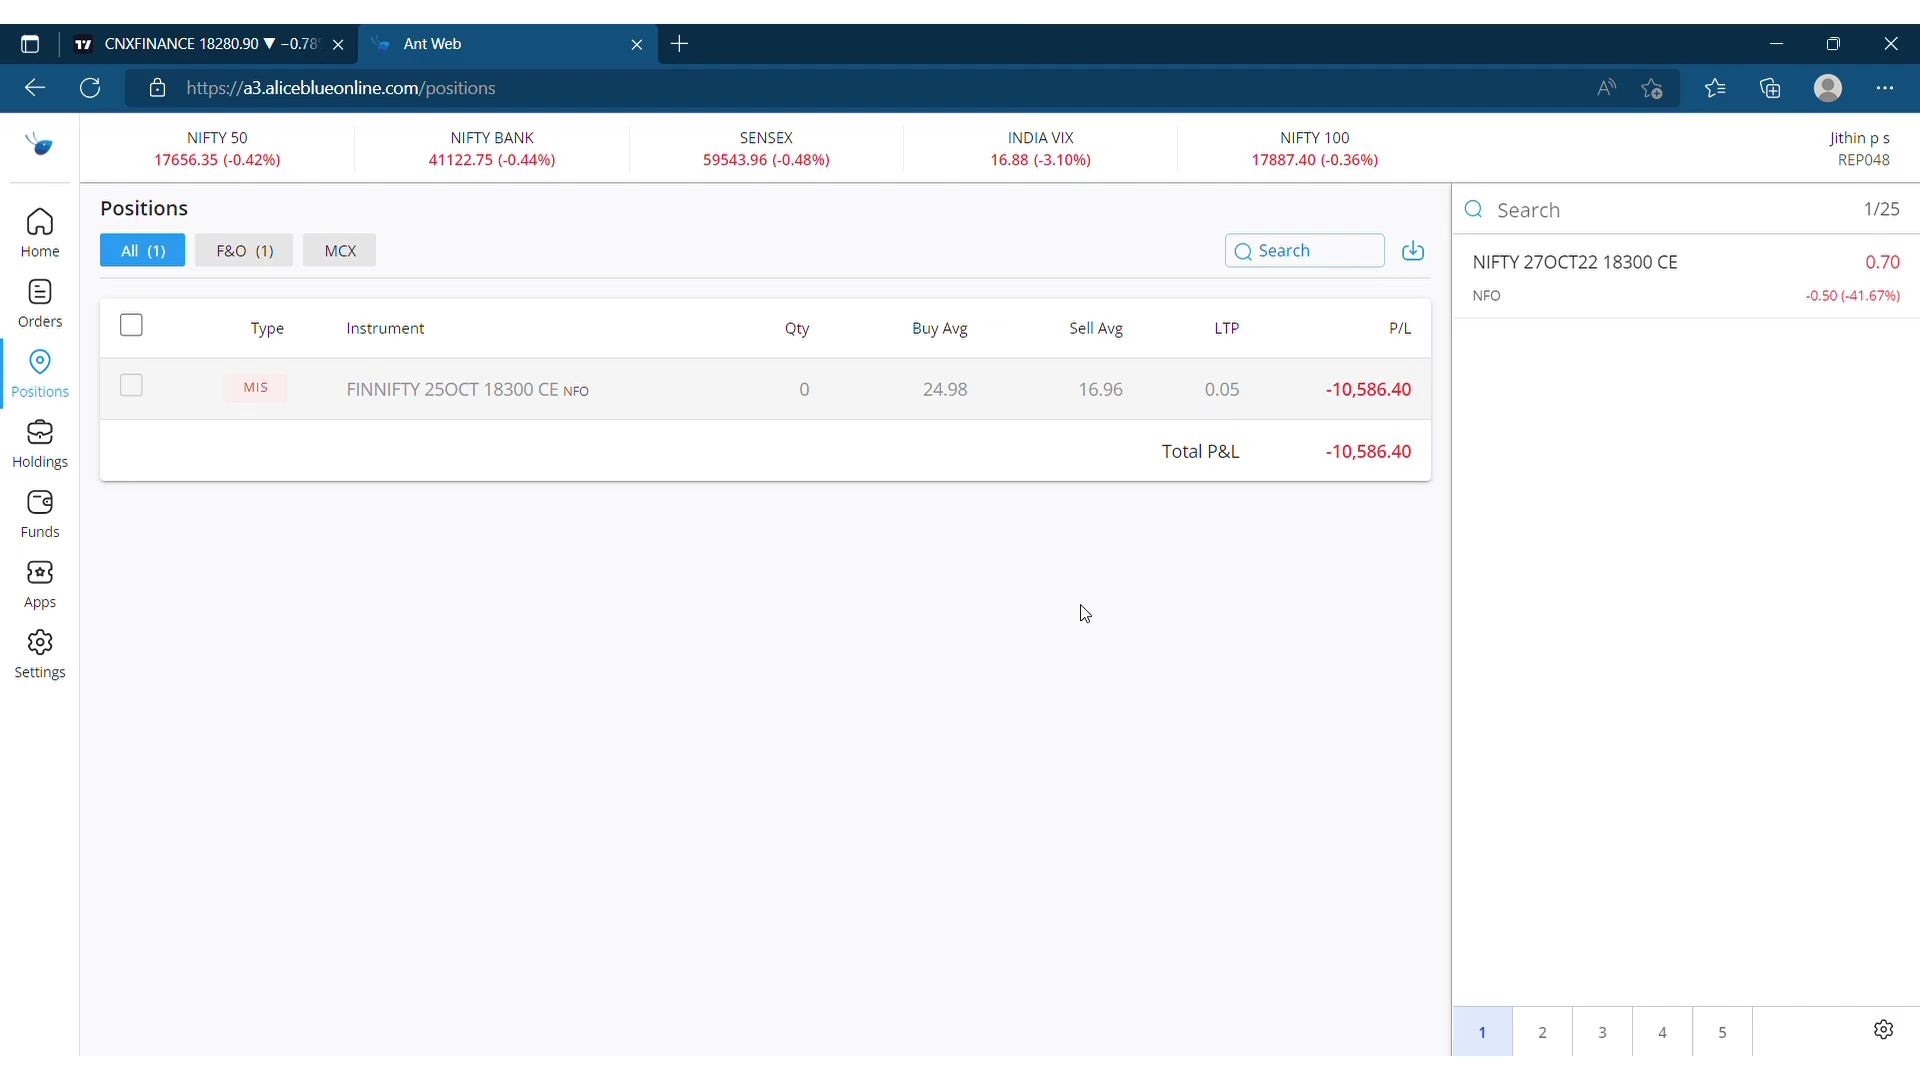 CNXFINANCE 18280.90 ▼ −0.78
Ant Web
https://a3.aliceblueonline.com/positions
NIFTY 50
17656.35 (-0.42%)
NIFTY BANK
41122.75 (-0.44%)
SENSEX
59543.96 (-0.48%)
INDIA VIX
16.88 (-3.10%)
NIFTY 100
17887.40 (-0.36%)
Jithin p s
REP048
Home
Orders
Positions
Holdings
Funds
Apps
Settings
Positions
All (1)
F&O (1)
MCX
Search
Type Instrument Qty Buy Avg Sell Avg LTP P/L
MIS FINNIFTY 25OCT 18300 CE NFO 0 24.98 16.96 0.05 -10,586.40
Total P&L -10,586.40
Search 1/25
NIFTY 27OCT22 18300 CE 0.70
NFO -0.50 (-41.67%)
1 2 3 4 5